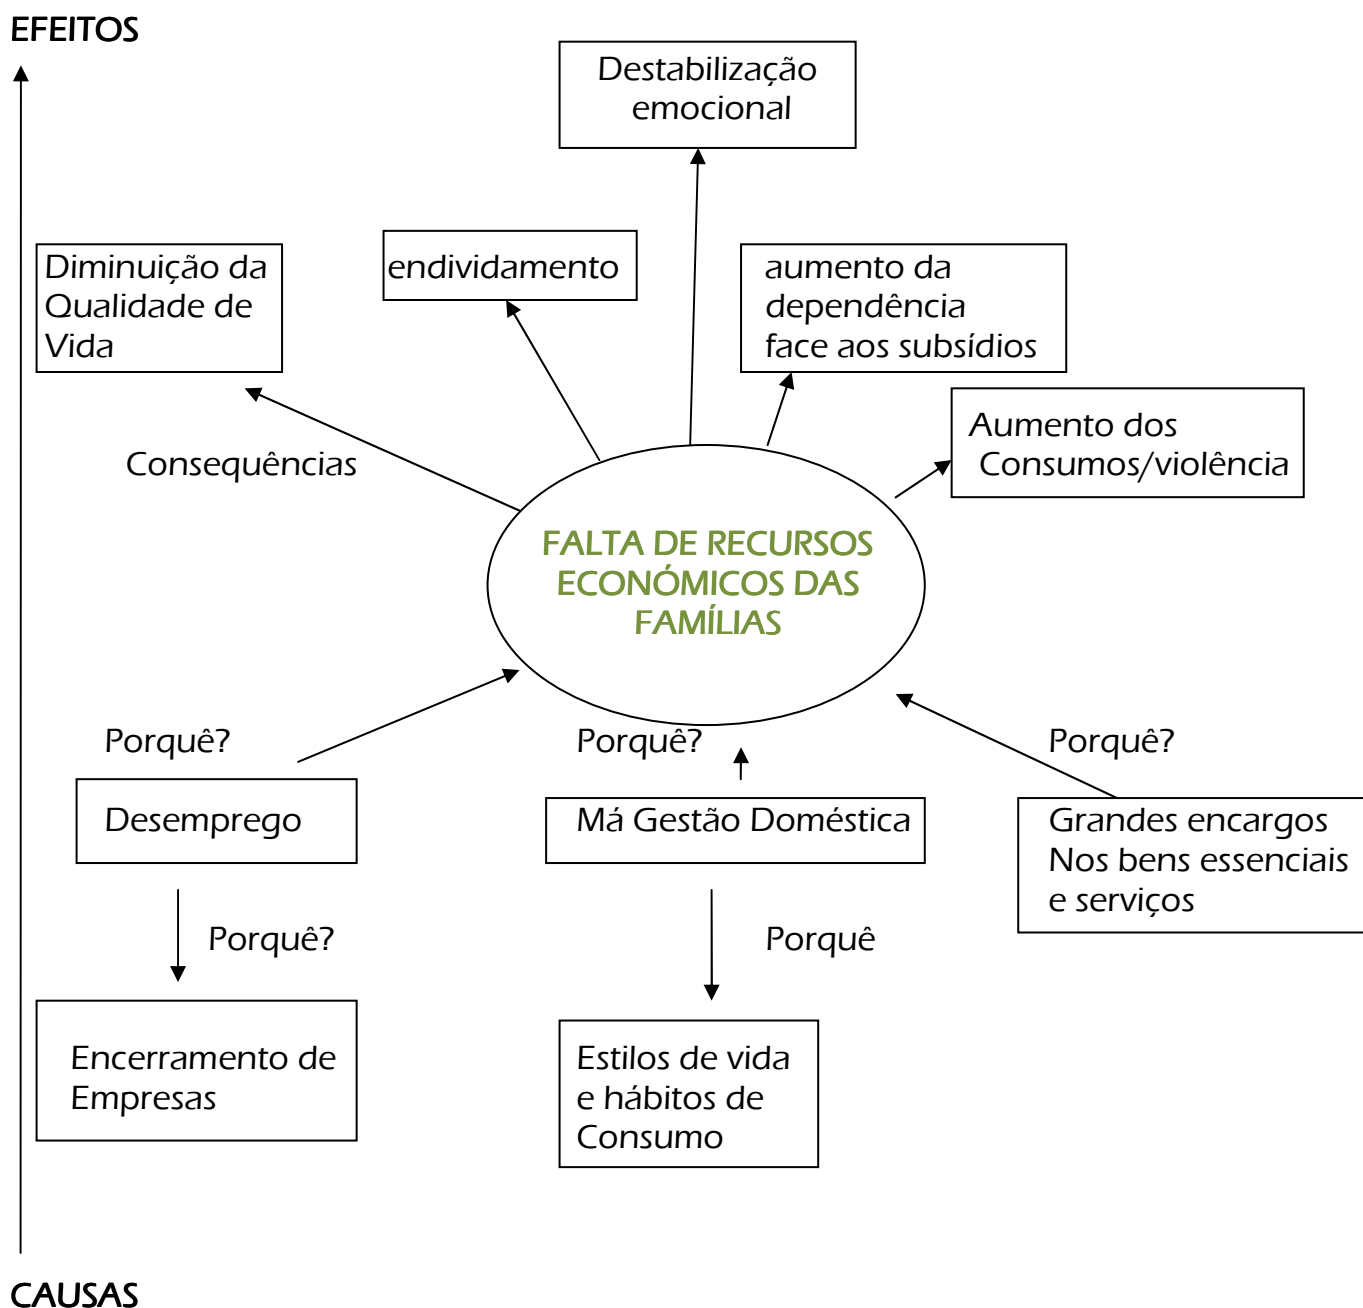 EFEITOS
Destabilização
emocional
Diminuição da
Qualidade de
Vida
endividamento
aumento da
dependência
face aos subsídios
Aumento dos
Consumos/violência
Consequências
FALTA DE RECURSOS
ECONÓMICOS DAS
FAMÍLIAS
Porquê?
Porquê?
Porquê?
Desemprego
Má Gestão Doméstica
Grandes encargos
Nos bens essenciais
e serviços
Porquê?
Porquê
Encerramento de
Empresas
Estilos de vida
e hábitos de
Consumo
CAUSAS